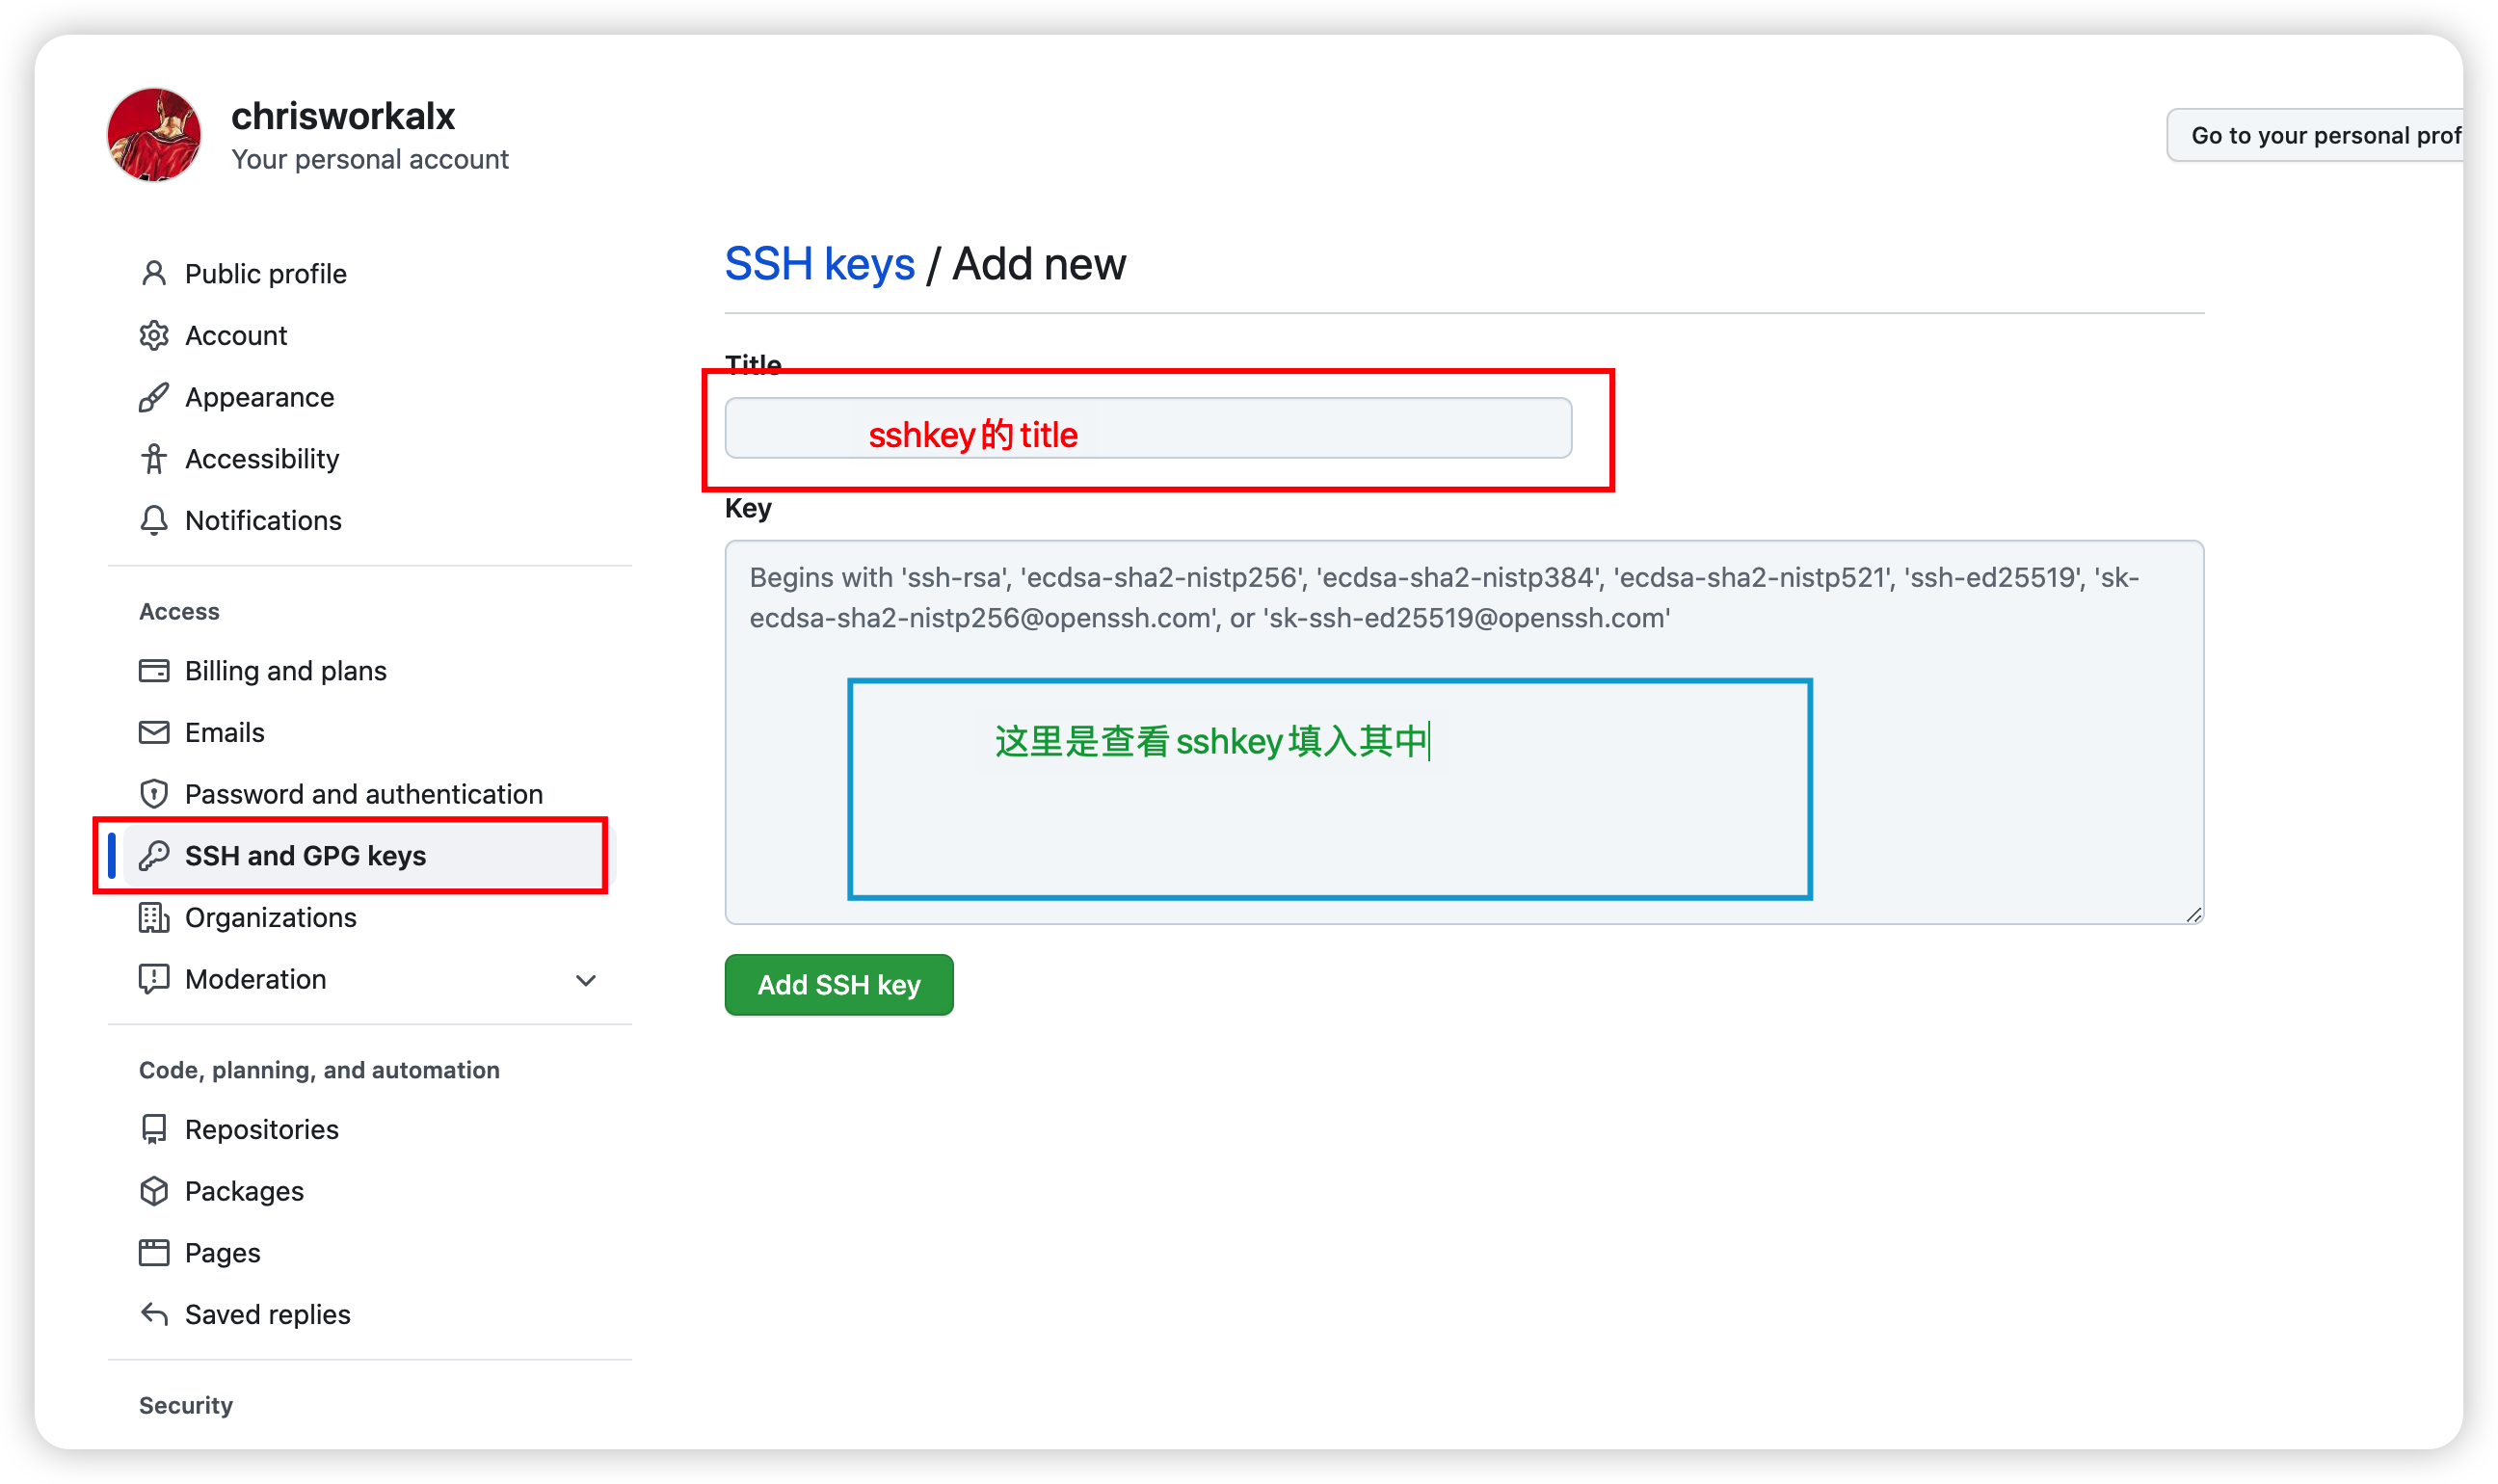 chrisworkalx
Your personal account
Go to your personal prof
Public profile
Account
Appearance
Accessibility
Notifications
Access
Billing and plans
Emails
Password and authentication
SSH and GPG keys
Organizations
Moderation
Code, planning, and automation
Repositories
Packages
Pages
Saved replies
Security
SSH keys / Add new
Title
sshkey的title
Key
Begins with 'ssh-rsa', 'ecdsa-sha2-nistp256', 'ecdsa-sha2-nistp384', 'ecdsa-sha2-nistp521', 'ssh-ed25519', 'sk-
ecdsa-sha2-nistp256@openssh.com', or 'sk-ssh-ed25519@openssh.com'
这里是查看sshkey填入其中
Add SSH key